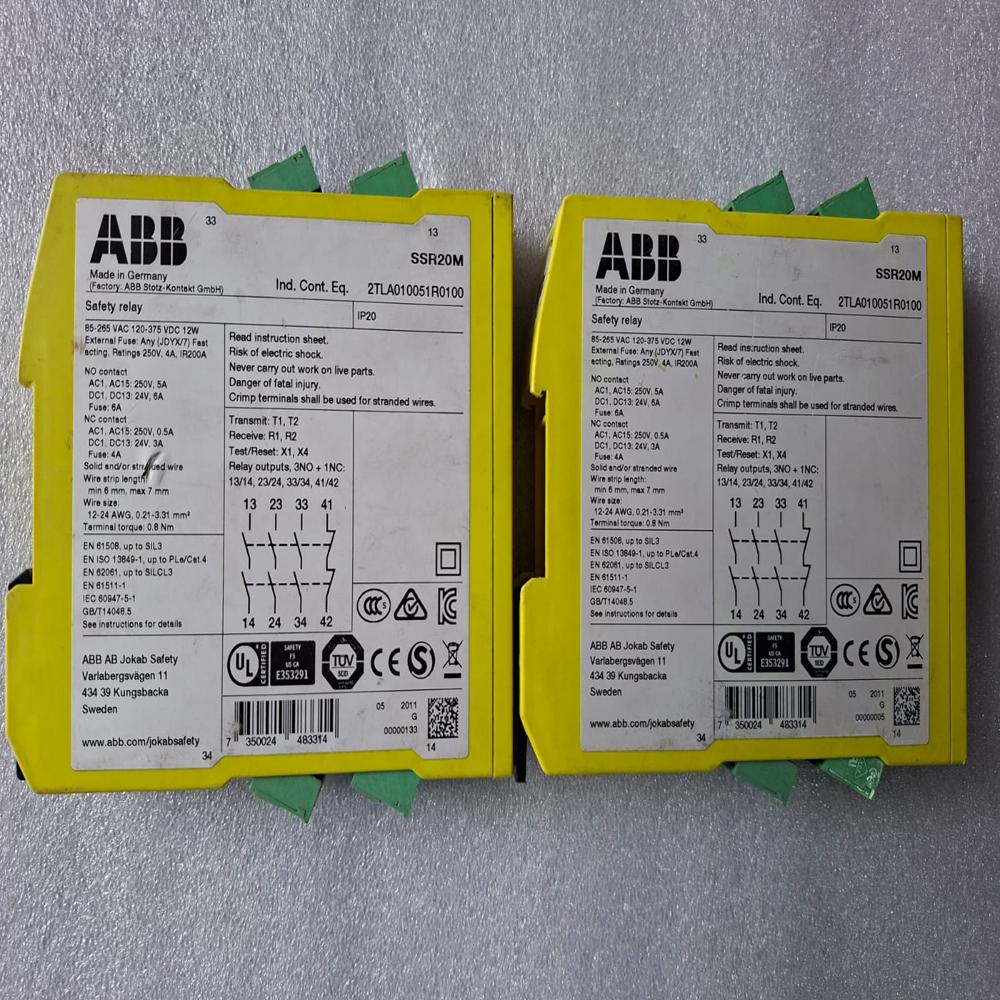 33
13
ABB
SSR20M
Made in Germany
(Factory: ABB Stotz-Kontakt GmbH)
Ind. Cont. Eq.
2TLA010051R0100
Safety relay
IP20
85-265 VAC 120-375 VDC 12W
External Fuse: Any (JDYX/7) Fast
acting, Ratings 250V, 4A, IR200A
NO contact
AC1, AC15: 250V, 5A
DC1, DC13: 24V, 6A
Fuse: 6A
NC contact
AC1, AC15: 250V, 0.5A
DC1, DC13: 24V, 3A
Fuse: 4A
Solid and/or stranded wire
Wire strip length:
min 6 mm, max 7 mm
Wire size:
12-24 AWG, 0.21-3.31 mm²
Terminal torque: 0.8 Nm
Read instruction sheet.
Risk of electric shock.
Never carry out work on live parts.
Danger of fatal injury.
Crimp terminals shall be used for stranded wires.
Transmit: T1, T2
Receive: R1, R2
Test/Reset: X1, X4
Relay outputs, 3NO + 1NC:
13/14, 23/24, 33/34, 41/42
13 23 33 41
14 24 34 42
EN 61508, up to SIL3
EN ISO 13849-1, up to PLe/Cat.4
EN 62061, up to SILCL3
EN 61511-1
IEC 60947-5-1
GB/T14048.5
See instructions for details
CCC S
UL CERTIFIED
SAFETY
FS
US CA
E353291
TÜV
SÜD
CE
S
ABB AB Jokab Safety
Varlabergsvägen 11
434 39 Kungsbacka
Sweden
www.abb.com/jokabsafety
7 350024 483314
05 2011
G
00000133
34
14
33
13
ABB
SSR20M
Made in Germany
(Factory: ABB Stotz-Kontakt GmbH)
Ind. Cont. Eq.
2TLA010051R0100
Safety relay
IP20
85-265 VAC 120-375 VDC 12W
External Fuse: Any (JDYX/7) Fast
acting, Ratings 250V, 4A, IR200A
NO contact
AC1, AC15: 250V, 5A
DC1, DC13: 24V, 6A
Fuse: 6A
NC contact
AC1, AC15: 250V, 0.5A
DC1, DC13: 24V, 3A
Fuse: 4A
Solid and/or stranded wire
Wire strip length:
min 6 mm, max 7 mm
Wire size:
12-24 AWG, 0.21-3.31 mm²
Terminal torque: 0.8 Nm
Read instruction sheet.
Risk of electric shock.
Never carry out work on live parts.
Danger of fatal injury.
Crimp terminals shall be used for stranded wires.
Transmit: T1, T2
Receive: R1, R2
Test/Reset: X1, X4
Relay outputs, 3NO + 1NC:
13/14, 23/24, 33/34, 41/42
13 23 33 41
14 24 34 42
EN 61508, up to SIL3
EN ISO 13849-1, up to PLe/Cat.4
EN 62061, up to SILCL3
EN 61511-1
IEC 60947-5-1
GB/T14048.5
See instructions for details
CCC S
UL CERTIFIED
SAFETY
FS
US CA
E353291
TÜV
SÜD
CE
S
ABB AB Jokab Safety
Varlabergsvägen 11
434 39 Kungsbacka
Sweden
www.abb.com/jokabsafety
7 350024 483314
05 2011
G
00000005
34
14